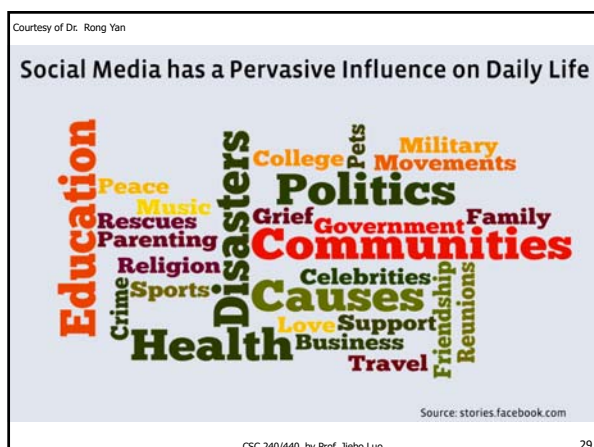 Courtesy of Dr. Rong Yan
Social Media has a Pervasive Influence on Daily Life
Education
Peace
Music
Rescues
Parenting
Religion
Crime
Sports
Disasters
Health
College
Pets
Military
Movements
Politics
Grief
Government
Family
Communities
Celebrities
Causes
Love
Support
Business
Travel
Friendship
Reunions
Source: stories.facebook.com
CSC 240/440, by Prof. Jiebo Luo
29